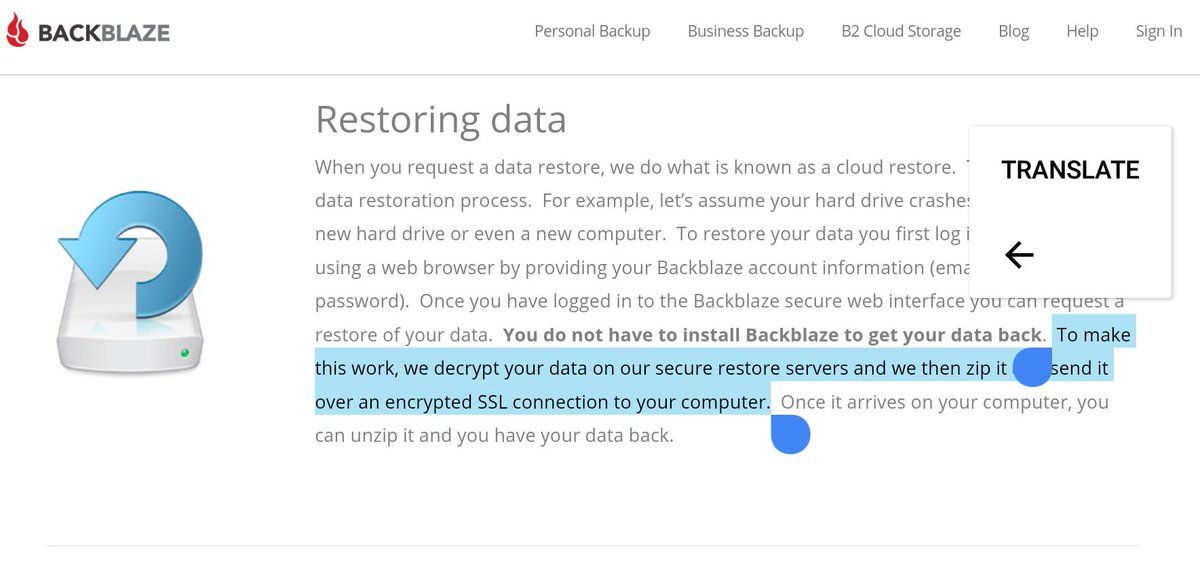 BACKBLAZE
Personal Backup Business Backup B2 Cloud Storage Blog Help Sign In
Restoring data
When you request a data restore, we do what is known as a cloud restore.
data restoration process. For example, let’s assume your hard drive crashes
new hard drive or even a new computer. To restore your data you first log
using a web browser by providing your Backblaze account information
password). Once you have logged in to the Backblaze secure web interface you can request a
restore of your data. You do not have to install Backblaze to get your data back. To make
this work, we decrypt your data on our secure restore servers and we then zip it send it
over an encrypted SSL connection to your computer. Once it arrives on your computer, you
can unzip it and you have your data back.
TRANSLATE